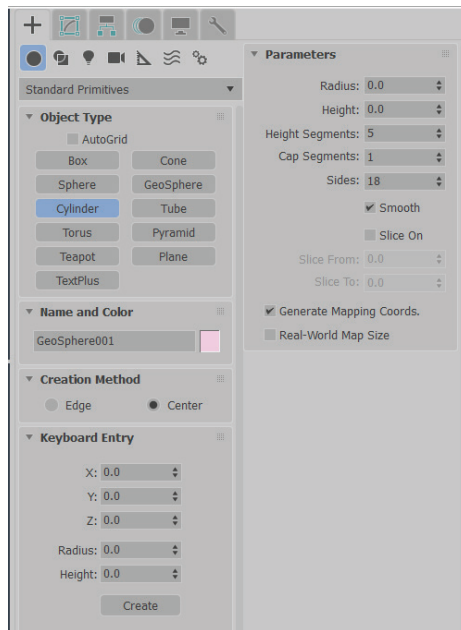 Standard Primitives
Object Type
AutoGrid
Box Cone
Sphere GeoSphere
Cylinder Tube
Torus Pyramid
Teapot Plane
TextPlus
Name and Color
GeoSphere001
Creation Method
Edge Center
Keyboard Entry
X: 0.0
Y: 0.0
Z: 0.0
Radius: 0.0
Height: 0.0
Create
Parameters
Radius: 0.0
Height: 0.0
Height Segments: 5
Cap Segments: 1
Sides: 18
Smooth
Slice On
Slice From: 0.0
Slice To: 0.0
Generate Mapping Coords.
Real-World Map Size